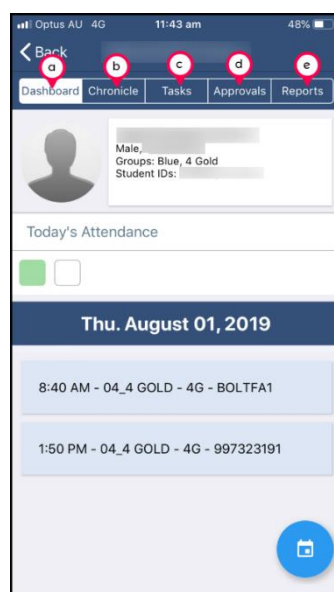 Optus AU 4G 11:43 am 48%
Back
a b c d e
Dashboard Chronicle Tasks Approvals Reports
Male,
Groups: Blue, 4 Gold
Student IDs:
Today's Attendance
Thu. August 01, 2019
8:40 AM - 04_4 GOLD - 4G - BOLTFA1
1:50 PM - 04_4 GOLD - 4G - 997323191